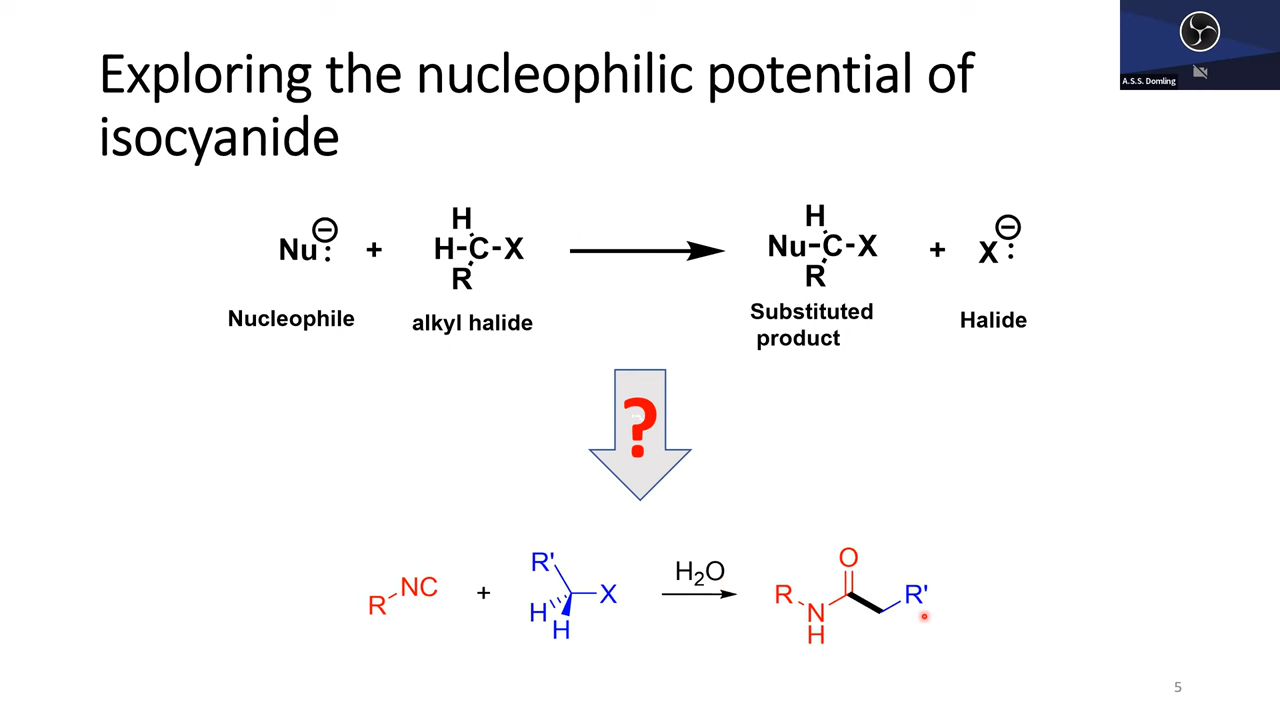 Exploring the nucleophilic potential of
isocyanide
A.S.S. Domling
Nu⊖: + H-C-X H R → Nu-C-X H R + X⊖:
Nucleophile alkyl halide Substituted product Halide
?
R-NC + R' H H X H₂O R N H O R'
5